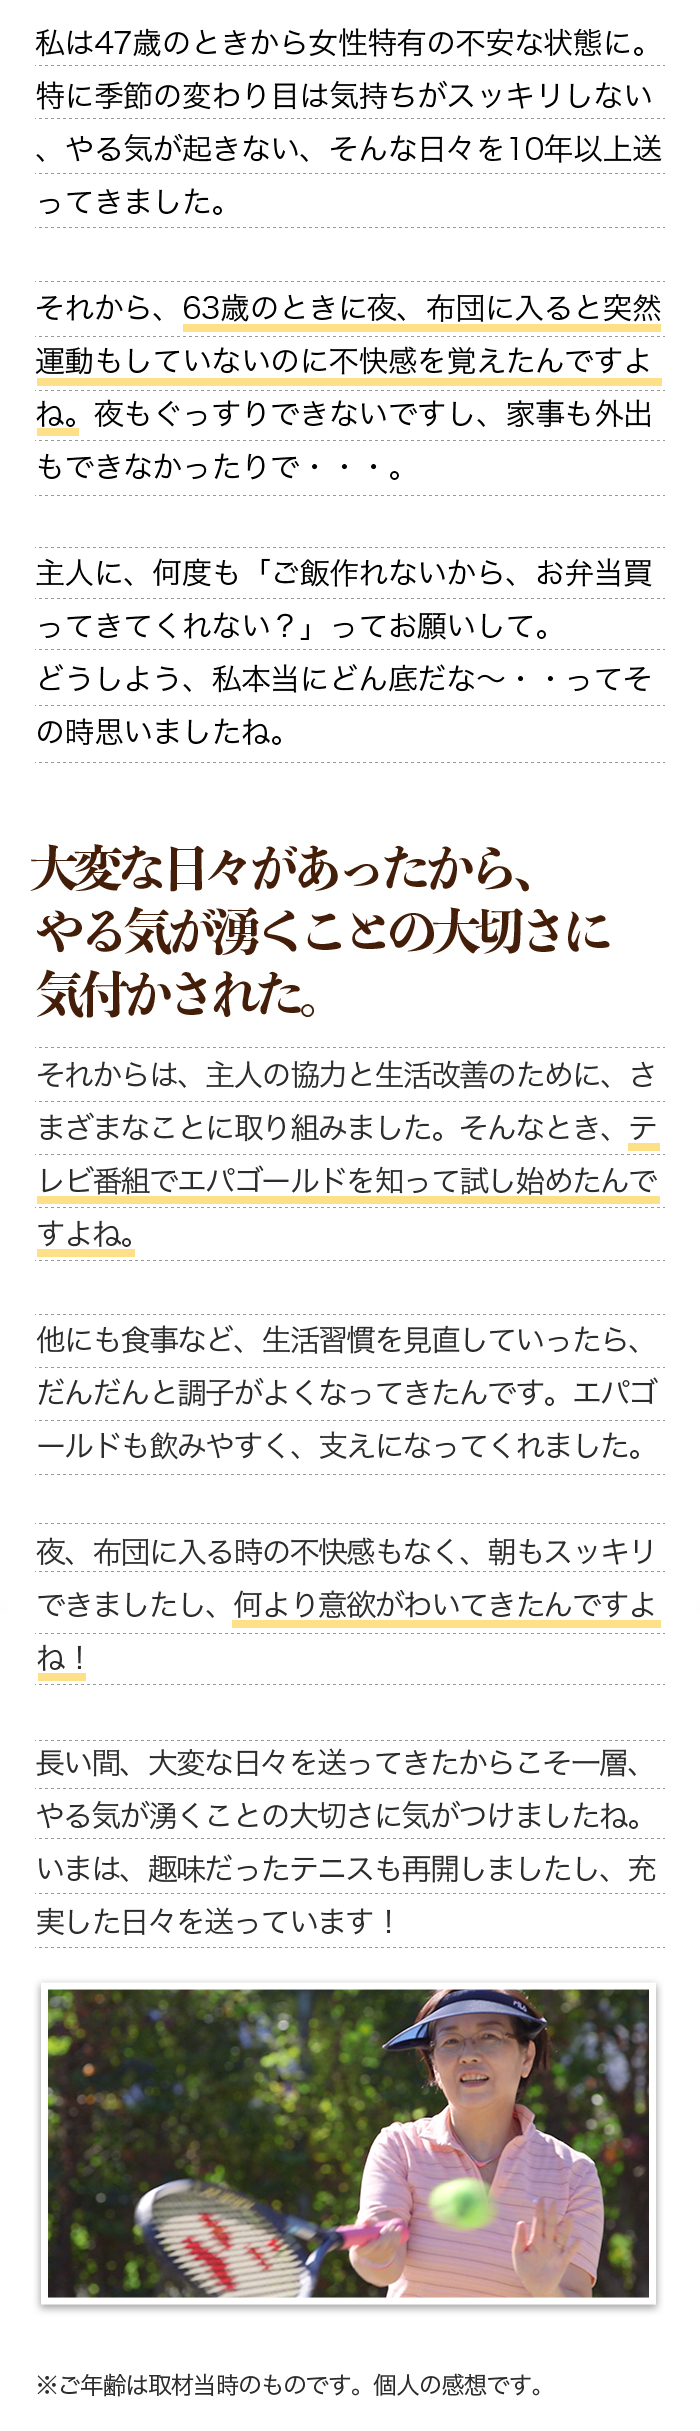 私は47歳のときから女性特有の不安な状態に。
特に季節の変わり目は気持ちがスッキリしない
、やる気が起きない、そんな日々を10年以上送
ってきました。
それから、63歳のときに夜、布団に入ると突然
運動もしていないのに不快感を覚えたんですよ
ね。夜もぐっすりできないですし、家事も外出
もできなかったりで・・・。
主人に、何度も「ご飯作れないから、お弁当買
ってきてくれない？」ってお願いして。
どうしよう、私本当にどん底だな〜・・ってそ
の時思いましたね。
大変な日々があったから、
やる気が湧くことの大切さに
気付かされた。
それからは、主人の協力と生活改善のために、さ
まざまなことに取り組みました。そんなとき、テ
レビ番組でエパゴールドを知って試し始めたんで
すよね。
他にも食事など、生活習慣を見直していったら、
だんだんと調子がよくなってきたんです。エパゴ
ールドも飲みやすく、支えになってくれました。
夜、布団に入る時の不快感もなく、朝もスッキリ
できましたし、何より意欲がわいてきたんですよ
ね！
長い間、大変な日々を送ってきたからこそ一層、
やる気が湧くことの大切さに気がつけましたね。
いまは、趣味だったテニスも再開しましたし、充
実した日々を送っています！
FILA
※ご年齢は取材当時のものです。個人の感想です。